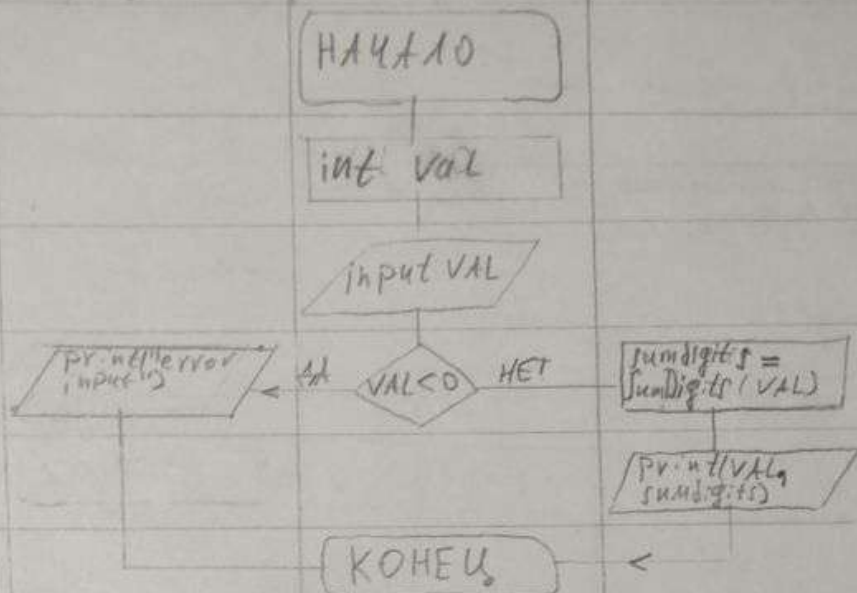 НАЧАЛО
int val
input VAL
print("error
input")
ДА
VAL<0
НЕТ
sumdigits =
SumDigits (VAL)
print(VAL,
sumdigits)
КОНЕЦ